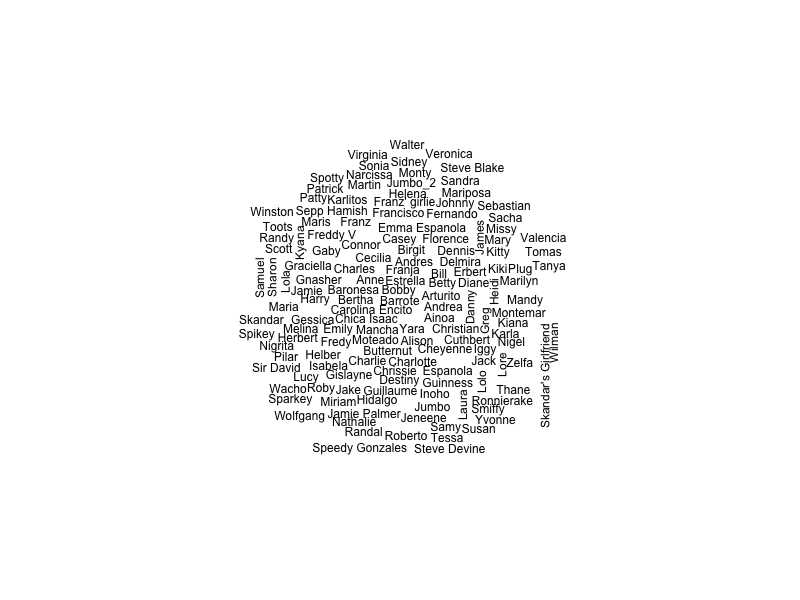 Walter
Virginia
Veronica
Sonia
Sidney
Steve Blake
Spotty
Narcissa
Monty
Patrick
Martin
Jumbo_2
Sandra
Patty
Karlitos
Helena
Franz' girlie
Johnny
Mariposa
Sebastian
Winston
Sepp
Hamish
Francisco
Fernando
Sacha
Toots
Maris
Franz
Emma
Espanola
James
Missy
Randy
Kyana
Freddy V
Connor
Casey
Florence
Mary
Valencia
Scott
Gaby
Cecilia
Birgit
Dennis
Kitty
Tomas
Samuel
Sharon
Lola
Graciella
Charles
Franja
Andres
Delmira
Bill
Erbert
Kiki
Plug
Tanya
Gnasher
Anne
Estrella
Betty
Diane
Heidi
Marilyn
Jamie
Baronesa
Bobby
Arturito
Danny
Maria
Harry
Bertha
Barrote
Andrea
Mandy
Carolina
Encito
Greg
Montemar
Skandar
Gessica
Chica
Isaac
Ainoa
Kiana
Spikey
Melina
Emily
Mancha
Yara
Christian
Karla
Herbert
Fredy
Moteado
Alison
Cuthbert
Nigel
Skandar's Girlfriend
Wilman
Nigrita
Butternut
Cheyenne
Iggy
Pilar
Helber
Charlie
Charlotte
Jack
Lore
Zelfa
Sir David
Isabela
Chrissie
Espanola
Lucy
Gislayne
Destiny
Guinness
Lolo
Wacho
Roby
Jake
Guillaume
Inoho
Thane
Sparkey
Miriam
Hidalgo
Jumbo
Laura
Ronnierake
Smiffy
Wolfgang
Jamie Palmer
Jeneene
Yvonne
Nathalie
Samy
Susan
Randal
Roberto
Tessa
Speedy Gonzales
Steve Devine